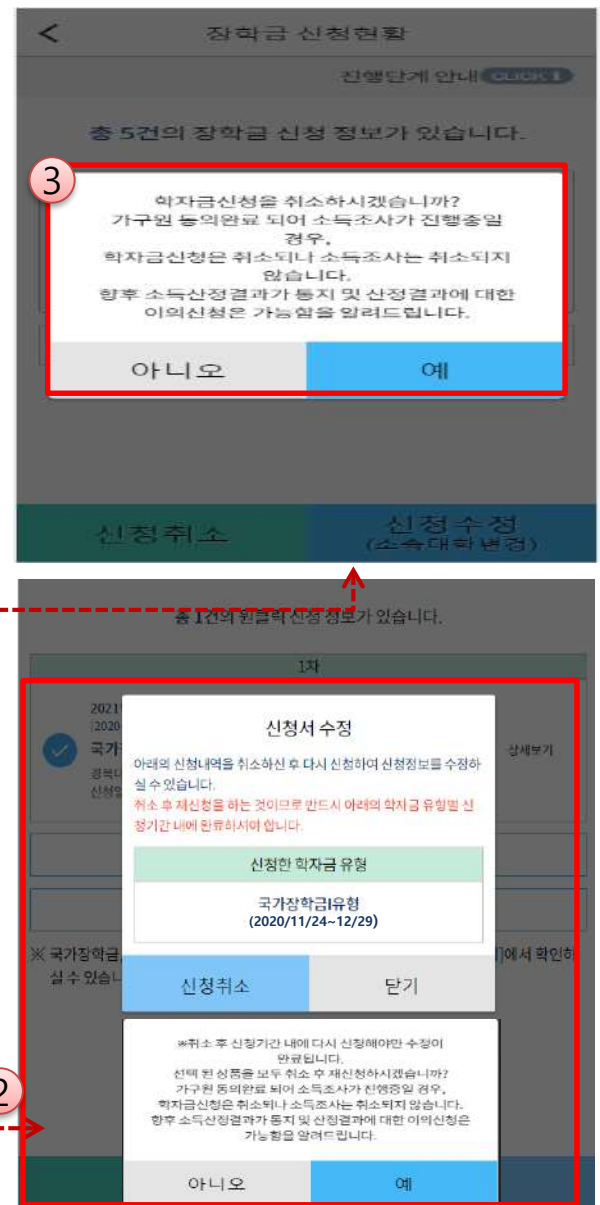 <
장학금 신청현황
진행단계 안내 CLICK !
총 5건의 장학금 신청 정보가 있습니다.
3
학자금신청을 취소하시겠습니까?
가구원 동의완료 되어 소득조사가 진행중일
경우,
학자금신청은 취소되나 소득조사는 취소되지
않습니다.
향후 소득산정결과가 통지 및 산정결과에 대한
이의신청은 가능함을 알려드립니다.
아니오
예
신청취소
신청수정
(소속대학변경)
총 1건의 원클릭 신청 정보가 있습니다.
1차
2021
2020
신청서 수정
국가
상세보기
아래의 신청내역을 취소하신 후 다시 신청하여 신청정보를 수정하
실 수 있습니다.
취소 후 재신청을 하는 것이므로 반드시 아래의 학자금 유형별 신
청기간 내에 완료하셔야 합니다.
신청한 학자금 유형
국가장학금I유형
(2020/11/24~12/29)
※ 국가장학금
에서 확인하
실 수 있습니
신청취소
닫기
※취소 후 신청기간 내에 다시 신청해야만 수정이
완료됩니다.
선택 된 상품을 모두 취소 후 재신청하시겠습니까?
가구원 동의완료 되어 소득조사가 진행중일 경우,
학자금신청은 취소되나 소득조사는 취소되지 않습니다.
향후 소득산정결과가 통지 및 산정결과에 대한 이의신청은
가능함을 알려드립니다.
2
아니오
예